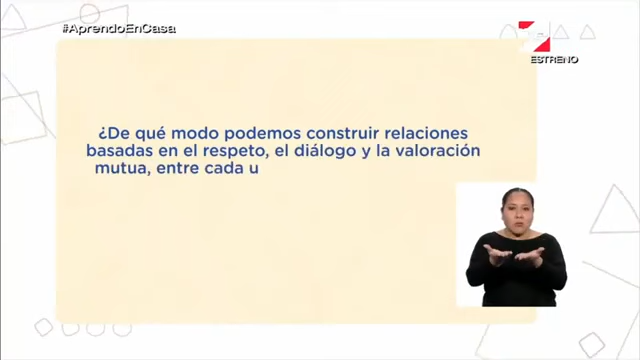 #AprendoEnCasa
ESTRENO
¿De qué modo podemos construir relaciones
basadas en el respeto, el diálogo y la valoración
mutua, entre cada u